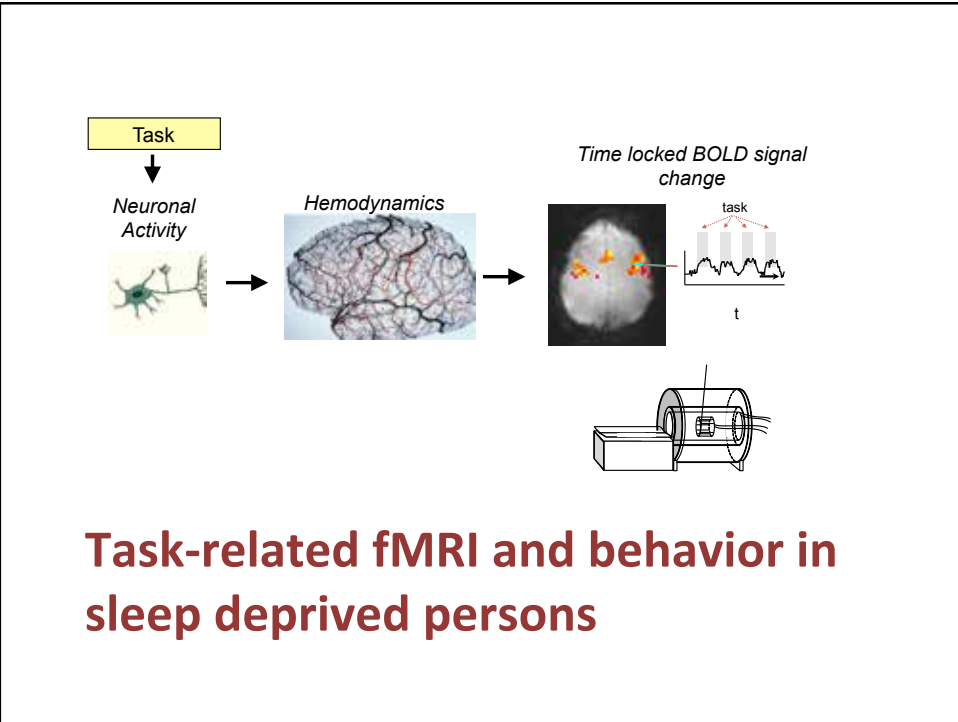 Task
Neuronal
Activity
Hemodynamics
Time locked BOLD signal
change
task
t
Task-related fMRI and behavior in
sleep deprived persons